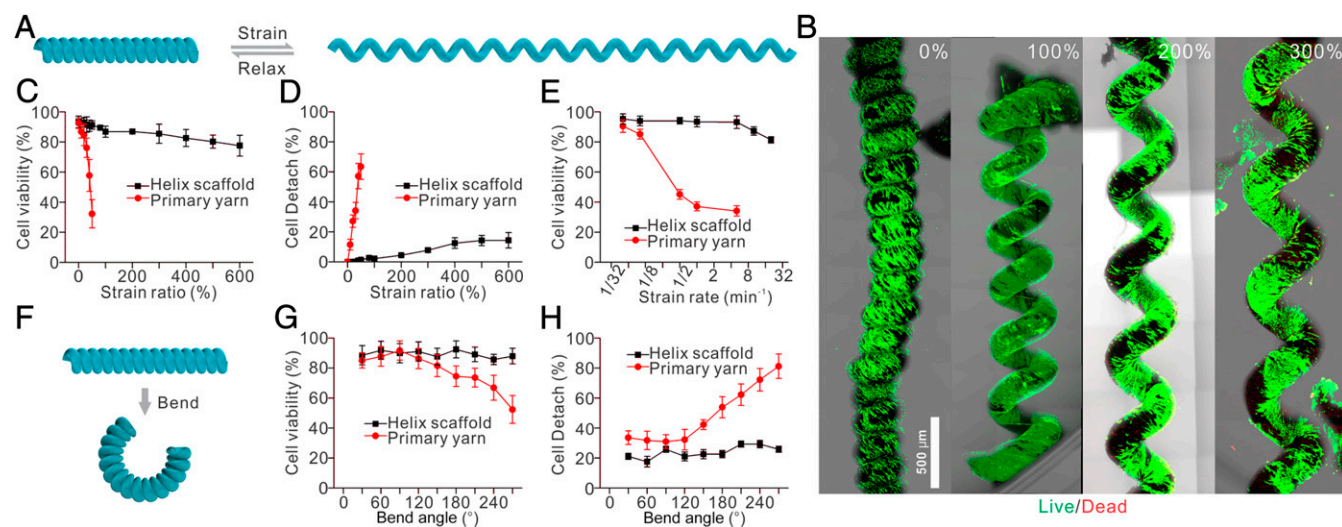 A
Strain
Relax
B
0%
100%
200%
300%
500 µm
Live/Dead
C
Cell viability (%)
100
80
60
40
20
0
Helix scaffold
Primary yarn
0 200 400 600
Strain ratio (%)
D
Cell Detach (%)
100
80
60
40
20
0
Helix scaffold
Primary yarn
0 200 400 600
Strain ratio (%)
E
Cell viability (%)
100
80
60
40
20
0
Helix scaffold
Primary yarn
1/32 1/8 1/2 2 8 32
Strain rate (min⁻¹)
F
Bend
G
Cell viability (%)
100
80
60
40
20
0
Helix scaffold
Primary yarn
0 60 120 180 240
Bend angle (°)
H
Cell Detach (%)
100
80
60
40
20
0
Helix scaffold
Primary yarn
0 60 120 180 240
Bend angle (°)